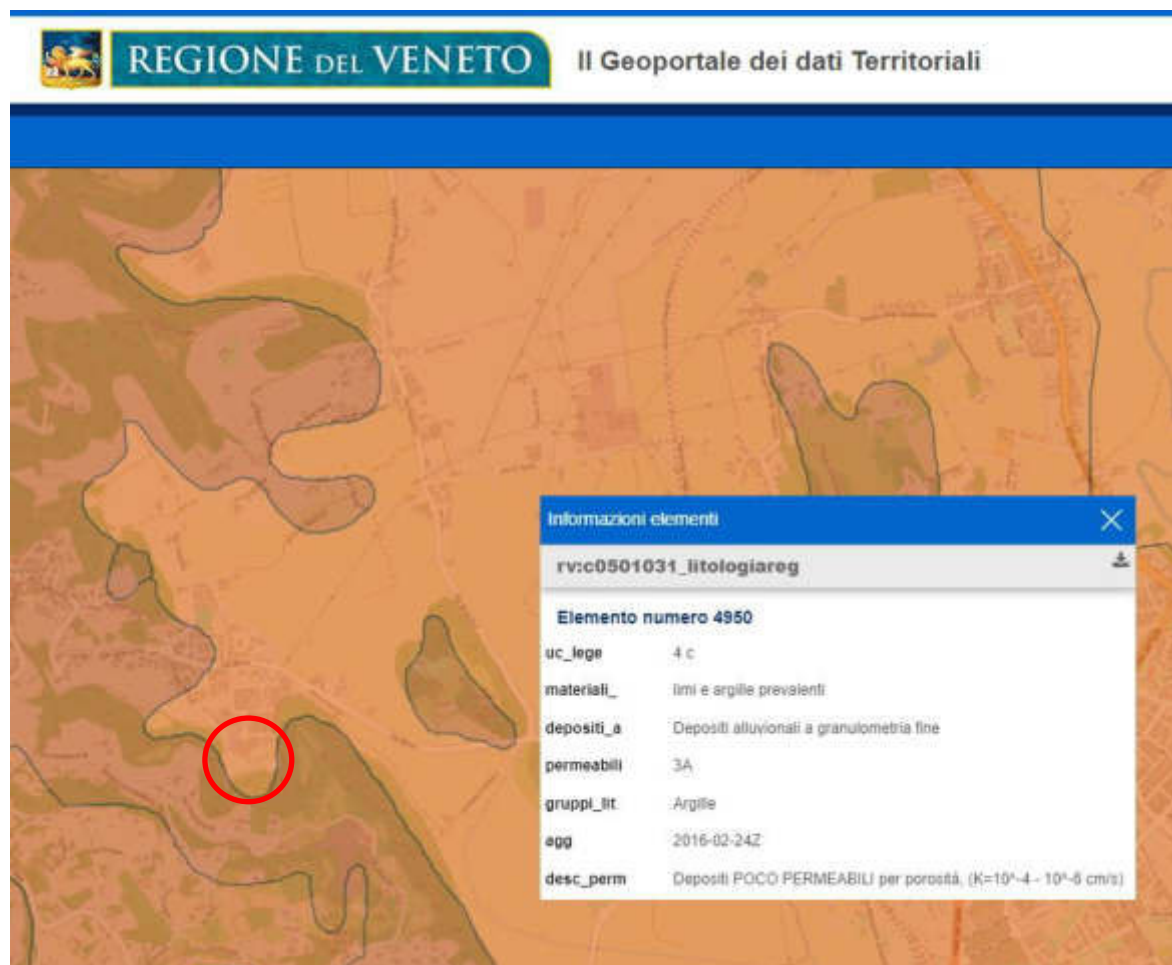 REGIONE DEL VENETO
Il Geoportale dei dati Territoriali
Informazioni elementi
rv:c0501031_litologiareg
Elemento numero 4950
uc_lege 4 c
materiali_ limi e argille prevalenti
depositi_a Depositi alluvionali a granulometria fine
permeabili 3A
gruppi_lit Argille
agg 2016-02-24Z
desc_perm Depositi POCO PERMEABILI per porosità, (K=10^-4 - 10^-6 cm/s)